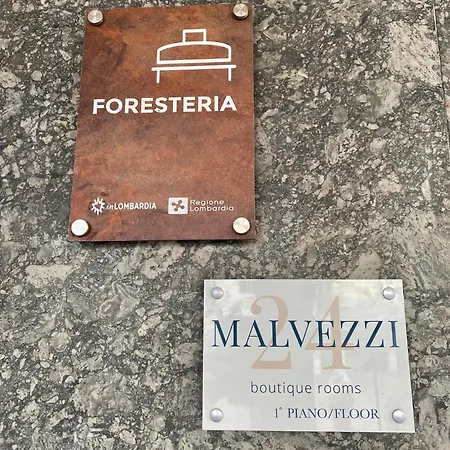 FORESTERIA
inLOMBARDIA
Regione
Lombardia
24
MALVEZZI
boutique rooms
1° PIANO/FLOOR